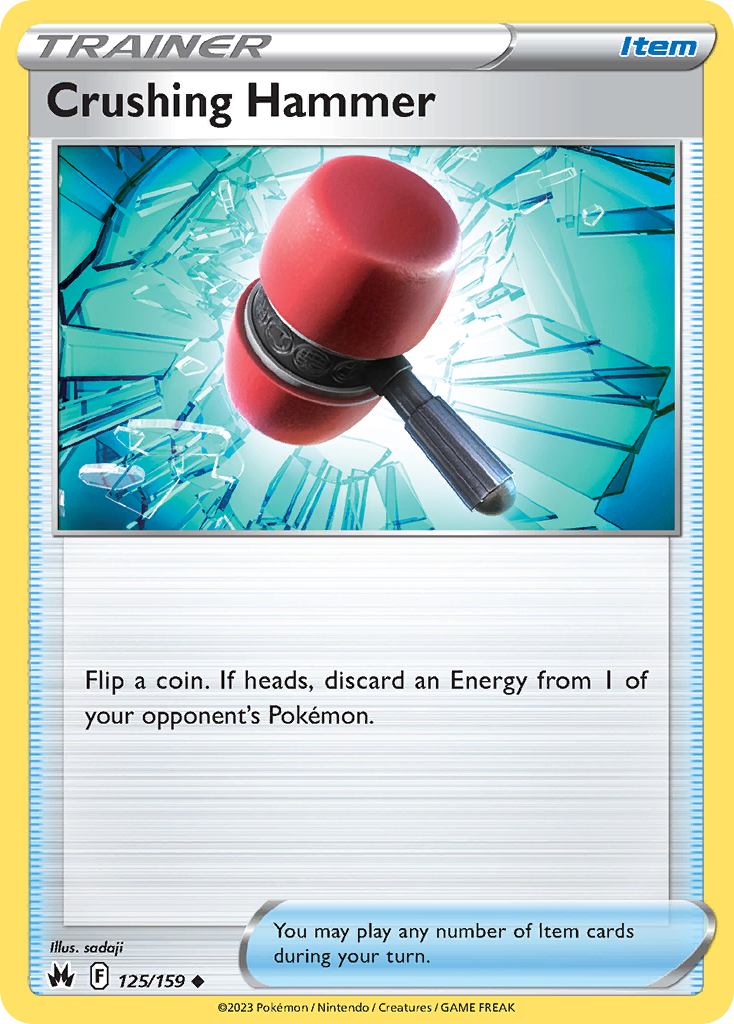 TRAINER
Item
Crushing Hammer
Flip a coin. If heads, discard an Energy from 1 of
your opponent's Pokémon.
Illus. sadaji
You may play any number of Item cards
during your turn.
F 125/159
©2023 Pokémon / Nintendo / Creatures / GAME FREAK